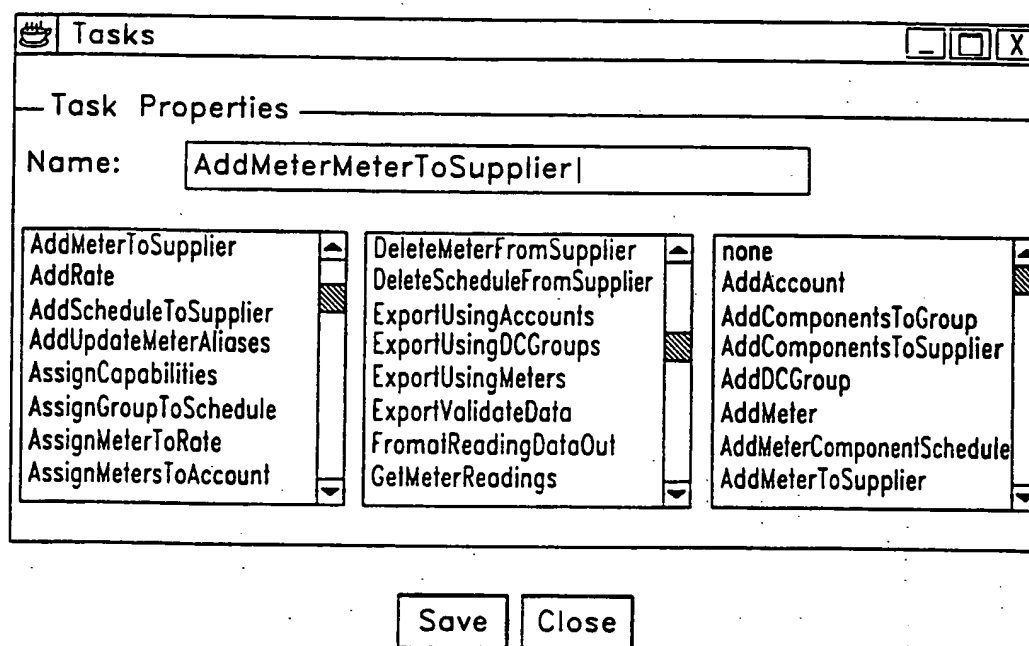 Tasks
_ X
Task Properties
Name: AddMeterMeterToSupplier|
AddMeterToSupplier
AddRate
AddScheduleToSupplier
AddUpdateMeterAliases
AssignCapabilities
AssignGroupToSchedule
AssignMeterToRate
AssignMetersToAccount
DeleteMeterFromSupplier
DeleteScheduleFromSupplier
ExportUsingAccounts
ExportUsingDCGroups
ExportUsingMeters
ExportValidateData
FromatReadingDataOut
GetMeterReadings
none
AddAccount
AddComponentsToGroup
AddComponentsToSupplier
AddDCGroup
AddMeter
AddMeterComponentSchedule
AddMeterToSupplier
Save Close